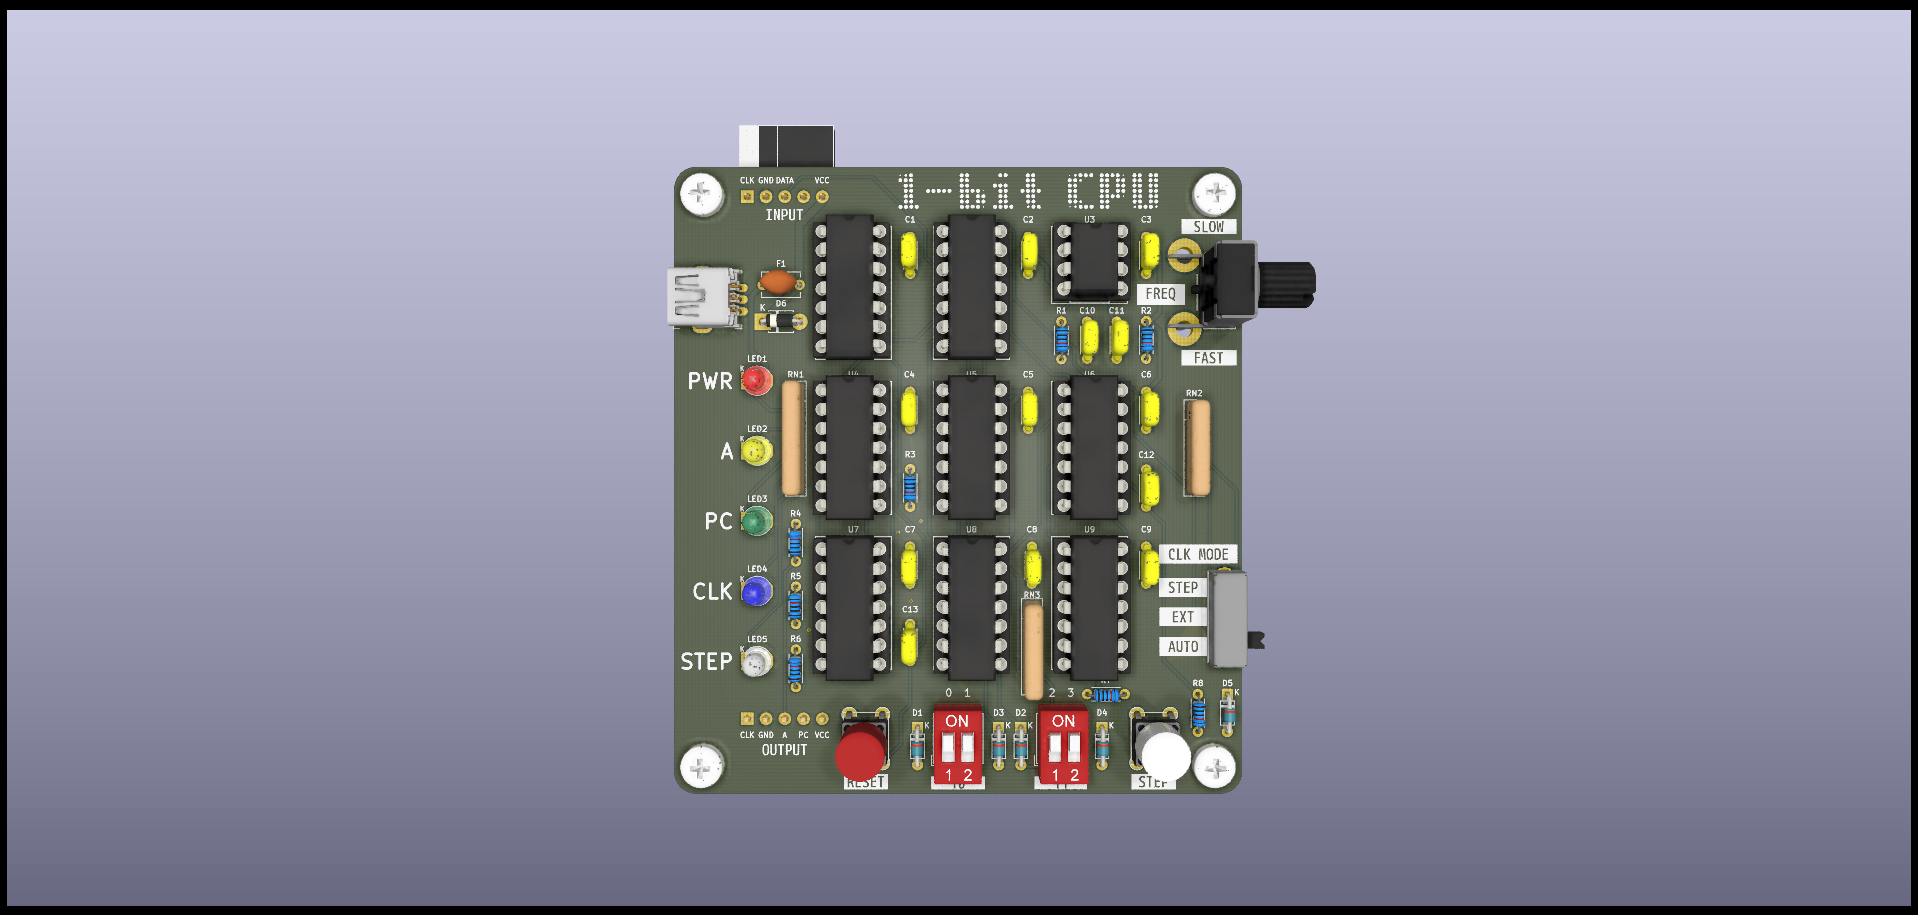 CLK GND DATA VCC
INPUT
1-bit CPU
C1
C2
U3
C3
SLOW
F1
FREQ
K
D6
R1
C10
C11
R2
FAST
LED1
K
PWR
RN1
U4
C4
U5
C5
U6
C6
RN2
LED2
K
A
R3
C12
LED3
K
PC
R4
U7
C7
U8
C8
U9
C9
CLK MODE
STEP
EXT
AUTO
LED4
K
CLK
R5
RN3
C13
LED5
K
STEP
R6
0 1
2 3
R8
D5
K
CLK GND A PC VCC
OUTPUT
D1
K
ON
1 2
D3
K
D2
K
ON
1 2
D4
K
RESET
STEP